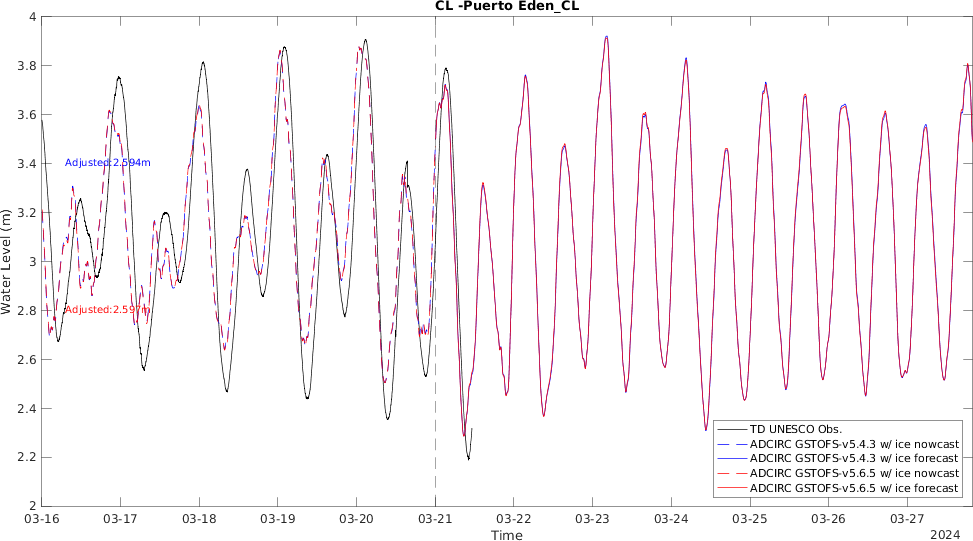 CL -Puerto Eden_CL
4
3.8
3.6
3.4
3.2
3
2.8
2.6
2.4
2.2
2
Water Level (m)
Adjusted:2.594m
Adjusted:2.597m
TD UNESCO Obs.
ADCIRC GSTOFS-v5.4.3 w/ ice nowcast
ADCIRC GSTOFS-v5.4.3 w/ ice forecast
ADCIRC GSTOFS-v5.6.5 w/ ice nowcast
ADCIRC GSTOFS-v5.6.5 w/ ice forecast
03-16 03-17 03-18 03-19 03-20 03-21 03-22 03-23 03-24 03-25 03-26 03-27
Time
2024